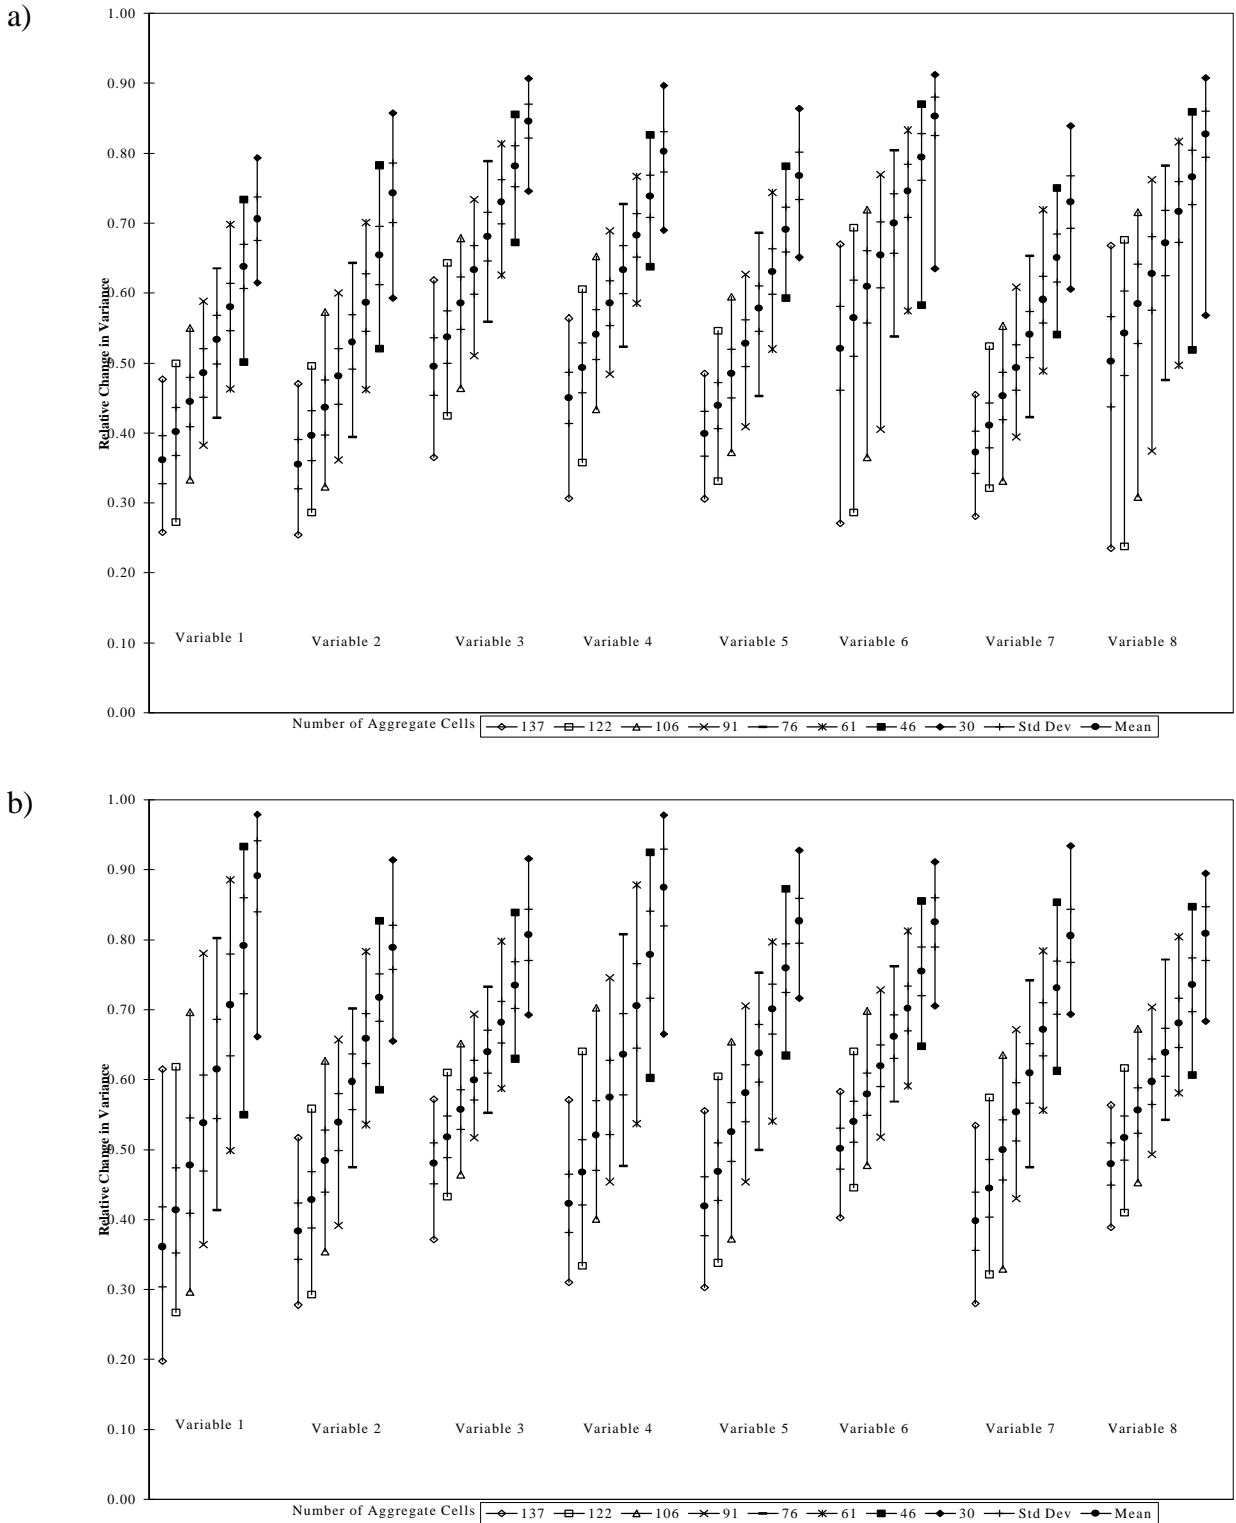 a)
1.00
0.90
0.80
0.70
0.60
0.50
0.40
0.30
0.20
0.10
0.00
Relative Change in Variance
Variable 1 Variable 2 Variable 3 Variable 4 Variable 5 Variable 6 Variable 7 Variable 8
Number of Aggregate Cells 137 122 106 91 76 61 46 30 Std Dev Mean
b)
1.00
0.90
0.80
0.70
0.60
0.50
0.40
0.30
0.20
0.10
0.00
Relative Change in Variance
Variable 1 Variable 2 Variable 3 Variable 4 Variable 5 Variable 6 Variable 7 Variable 8
Number of Aggregate Cells 137 122 106 91 76 61 46 30 Std Dev Mean